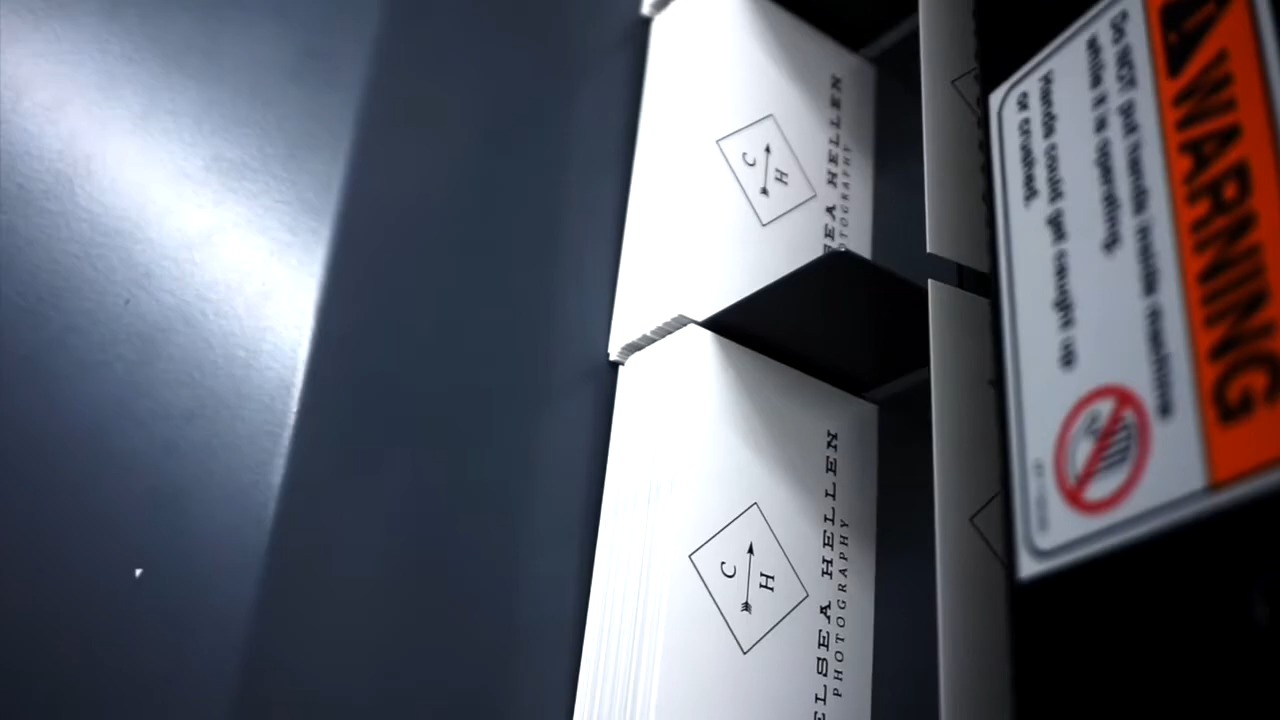 C
H
SEA HELLEN
OTOGRAPHY
C
H
ELSEA HELLEN
PHOTOGRAPHY
WARNING
Do NOT put hands inside machine
while it is operating.
Hands could get caught up
or crushed.